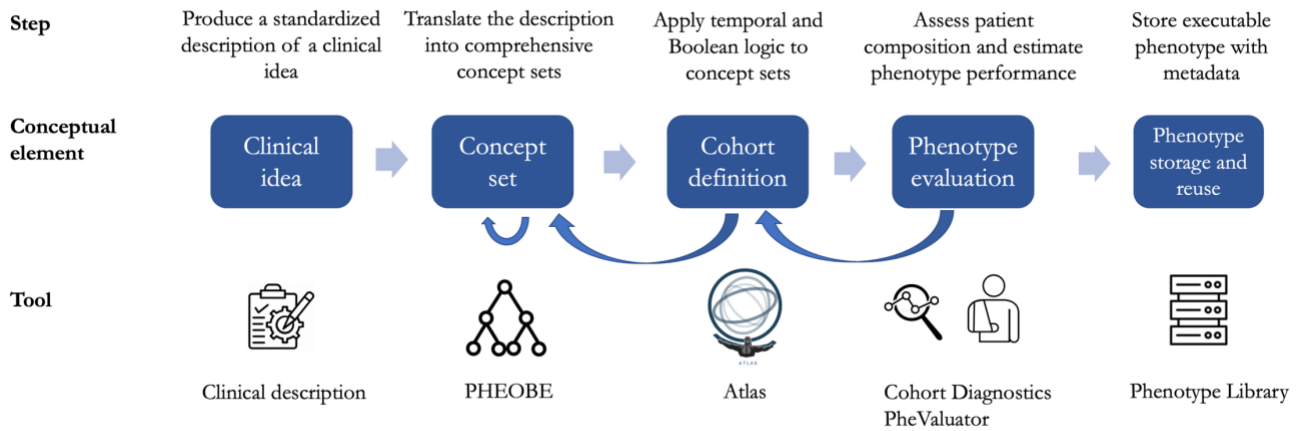 Step
Produce a standardized
description of a clinical
idea
Translate the description
into comprehensive
concept sets
Apply temporal and
Boolean logic to
concept sets
Assess patient
composition and estimate
phenotype performance
Store executable
phenotype with
metadata
Conceptual
element
Clinical
idea
Concept
set
Cohort
definition
Phenotype
evaluation
Phenotype
storage and
reuse
Tool
ATLAS
Clinical description
PHEOBE
Atlas
Cohort Diagnostics
PheValuator
Phenotype Library